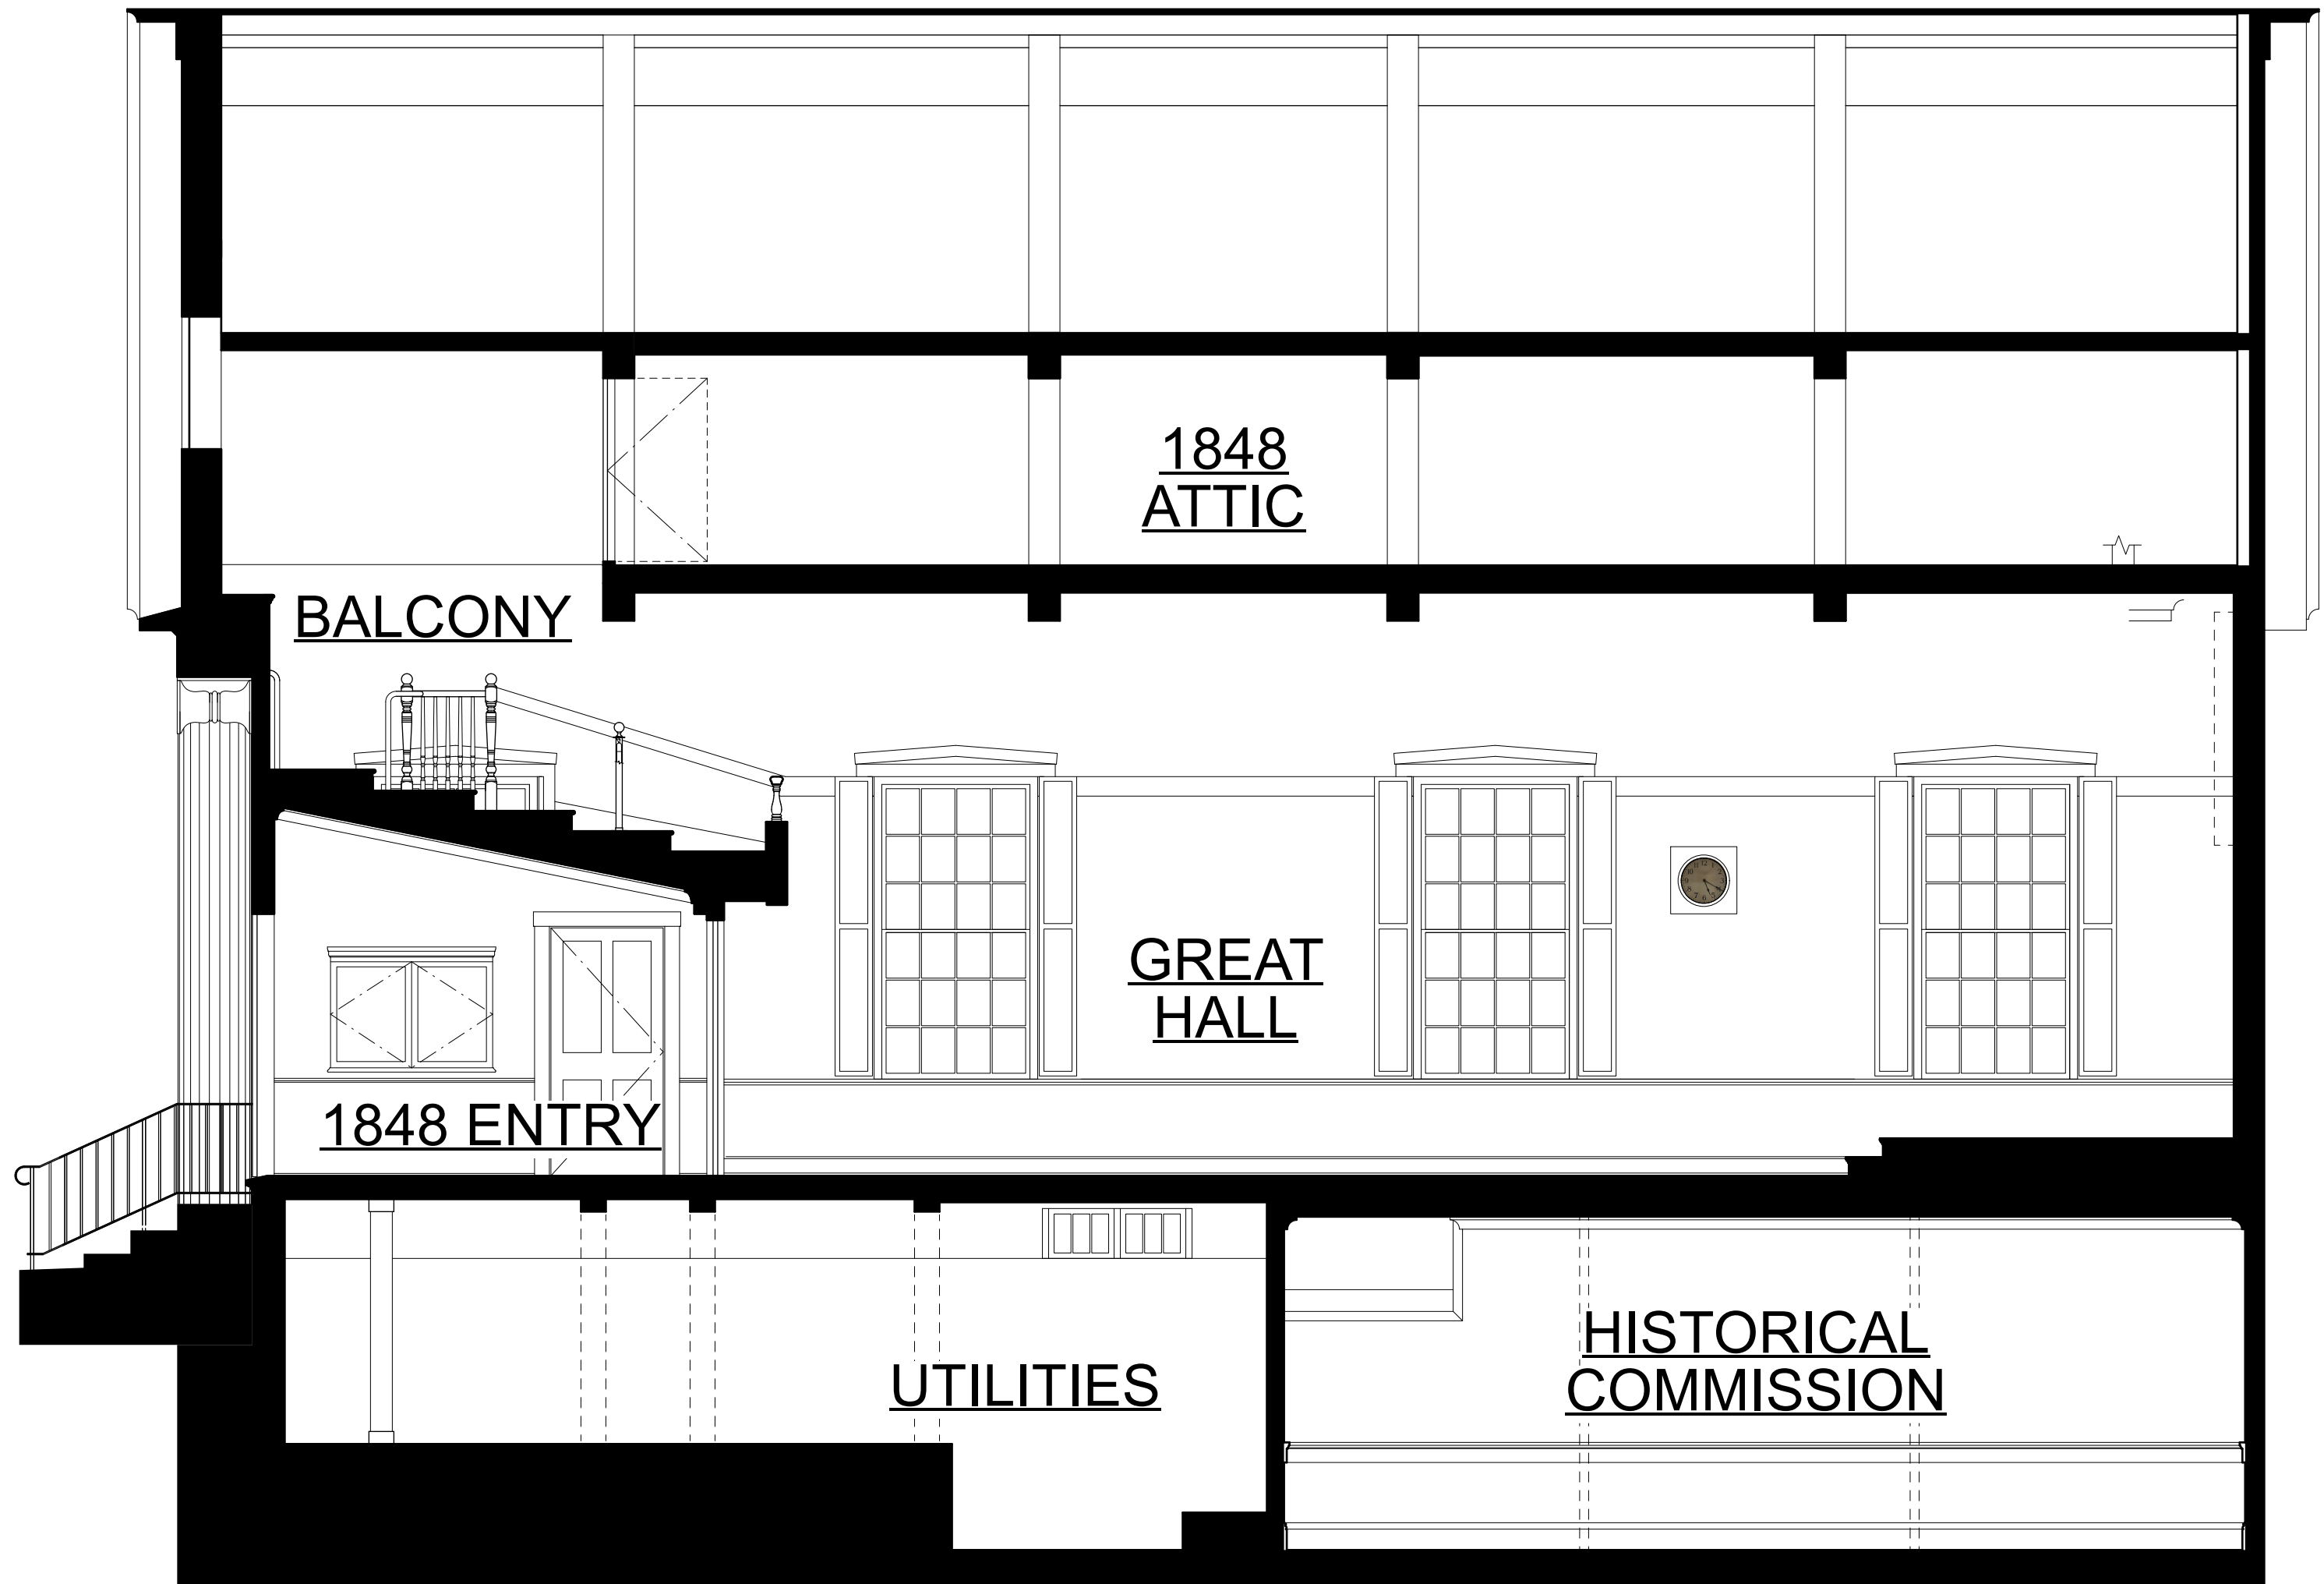 1848
ATTIC
BALCONY
GREAT
HALL
1848 ENTRY
HISTORICAL
COMMISSION
UTILITIES